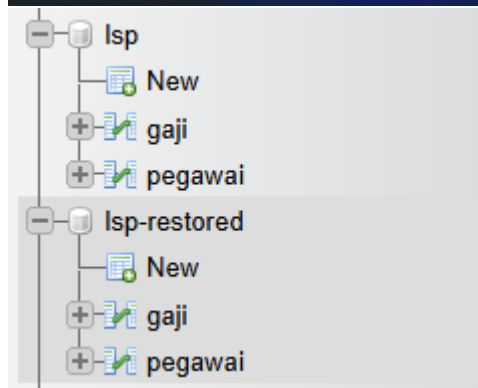 lsp
New
gaji
pegawai
lsp-restored
New
gaji
pegawai